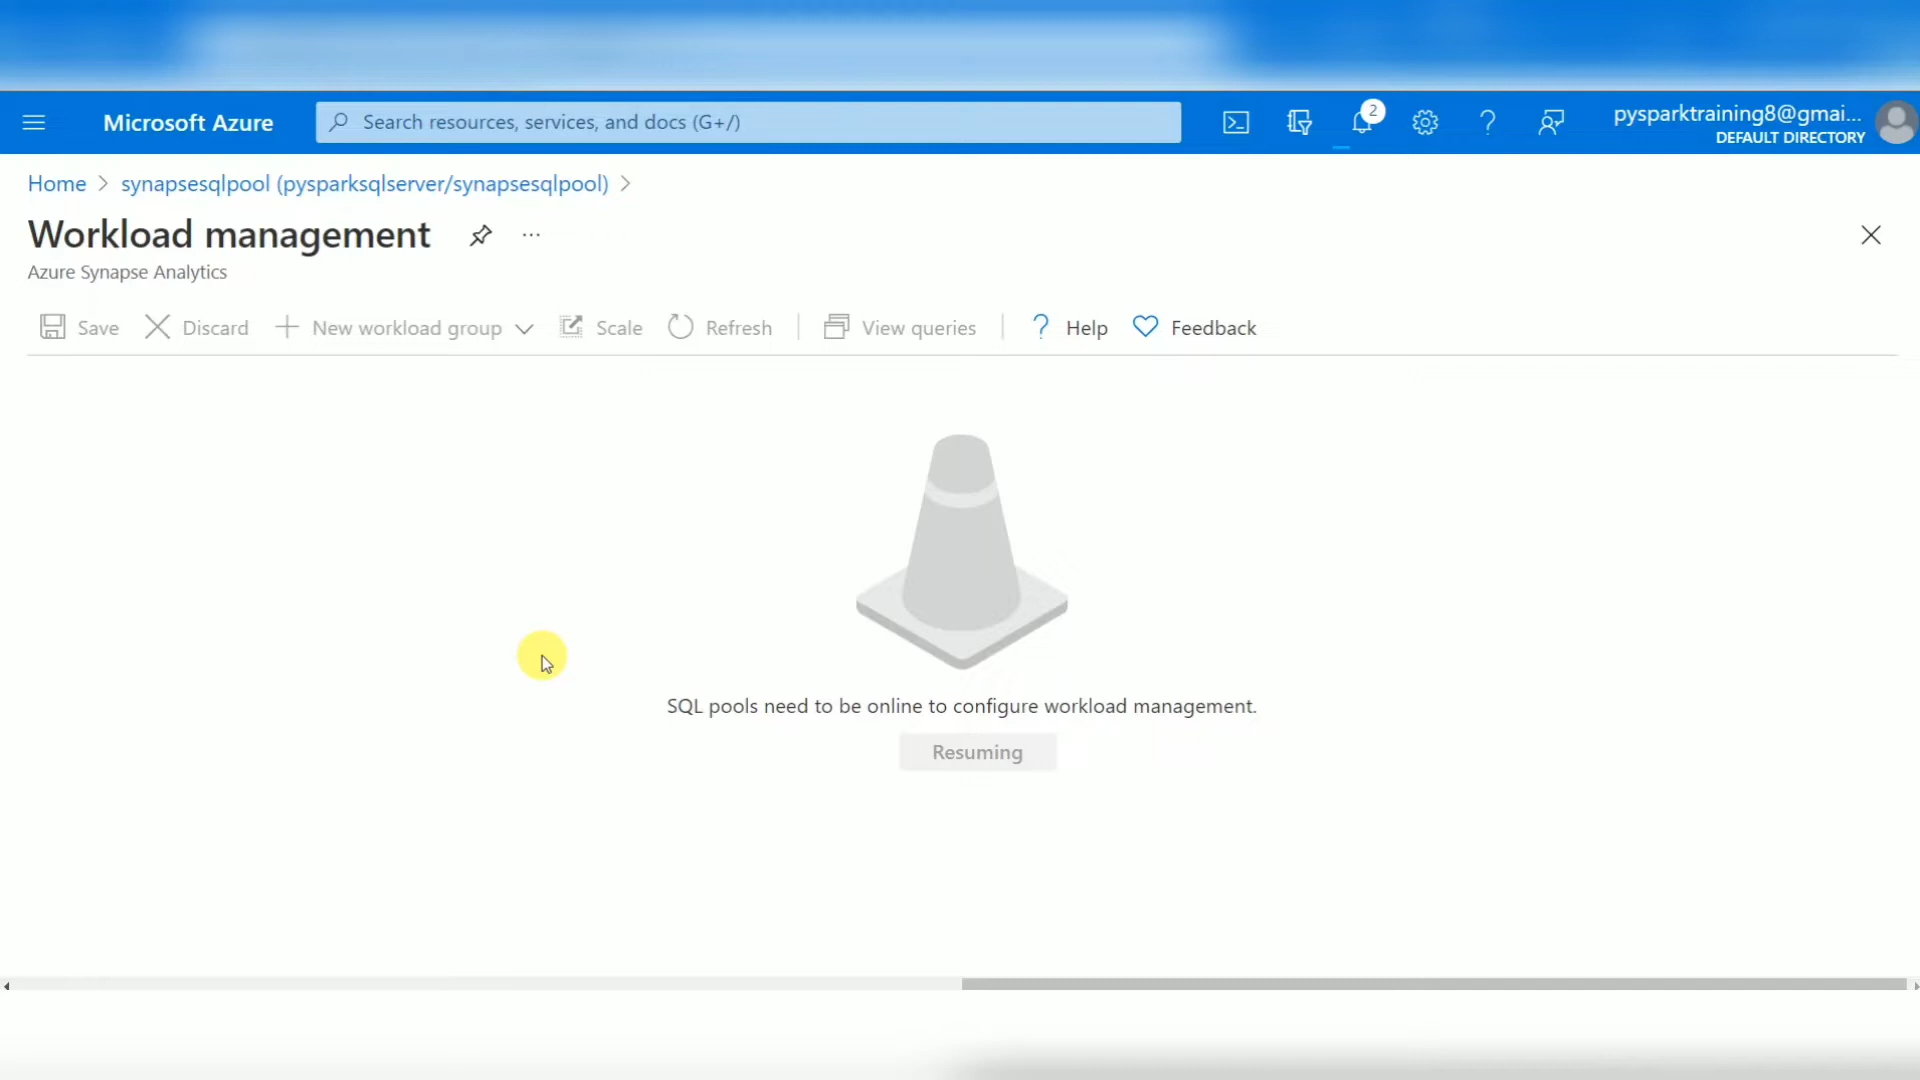 Microsoft Azure
Search resources, services, and docs (G+/)
2
pysparktraining8@gmai...
DEFAULT DIRECTORY
Home > synapsesqlpool (pysparksqlserver/synapsesqlpool) >
Workload management ...
Azure Synapse Analytics
Save Discard New workload group Scale Refresh View queries Help Feedback
SQL pools need to be online to configure workload management.
Resuming